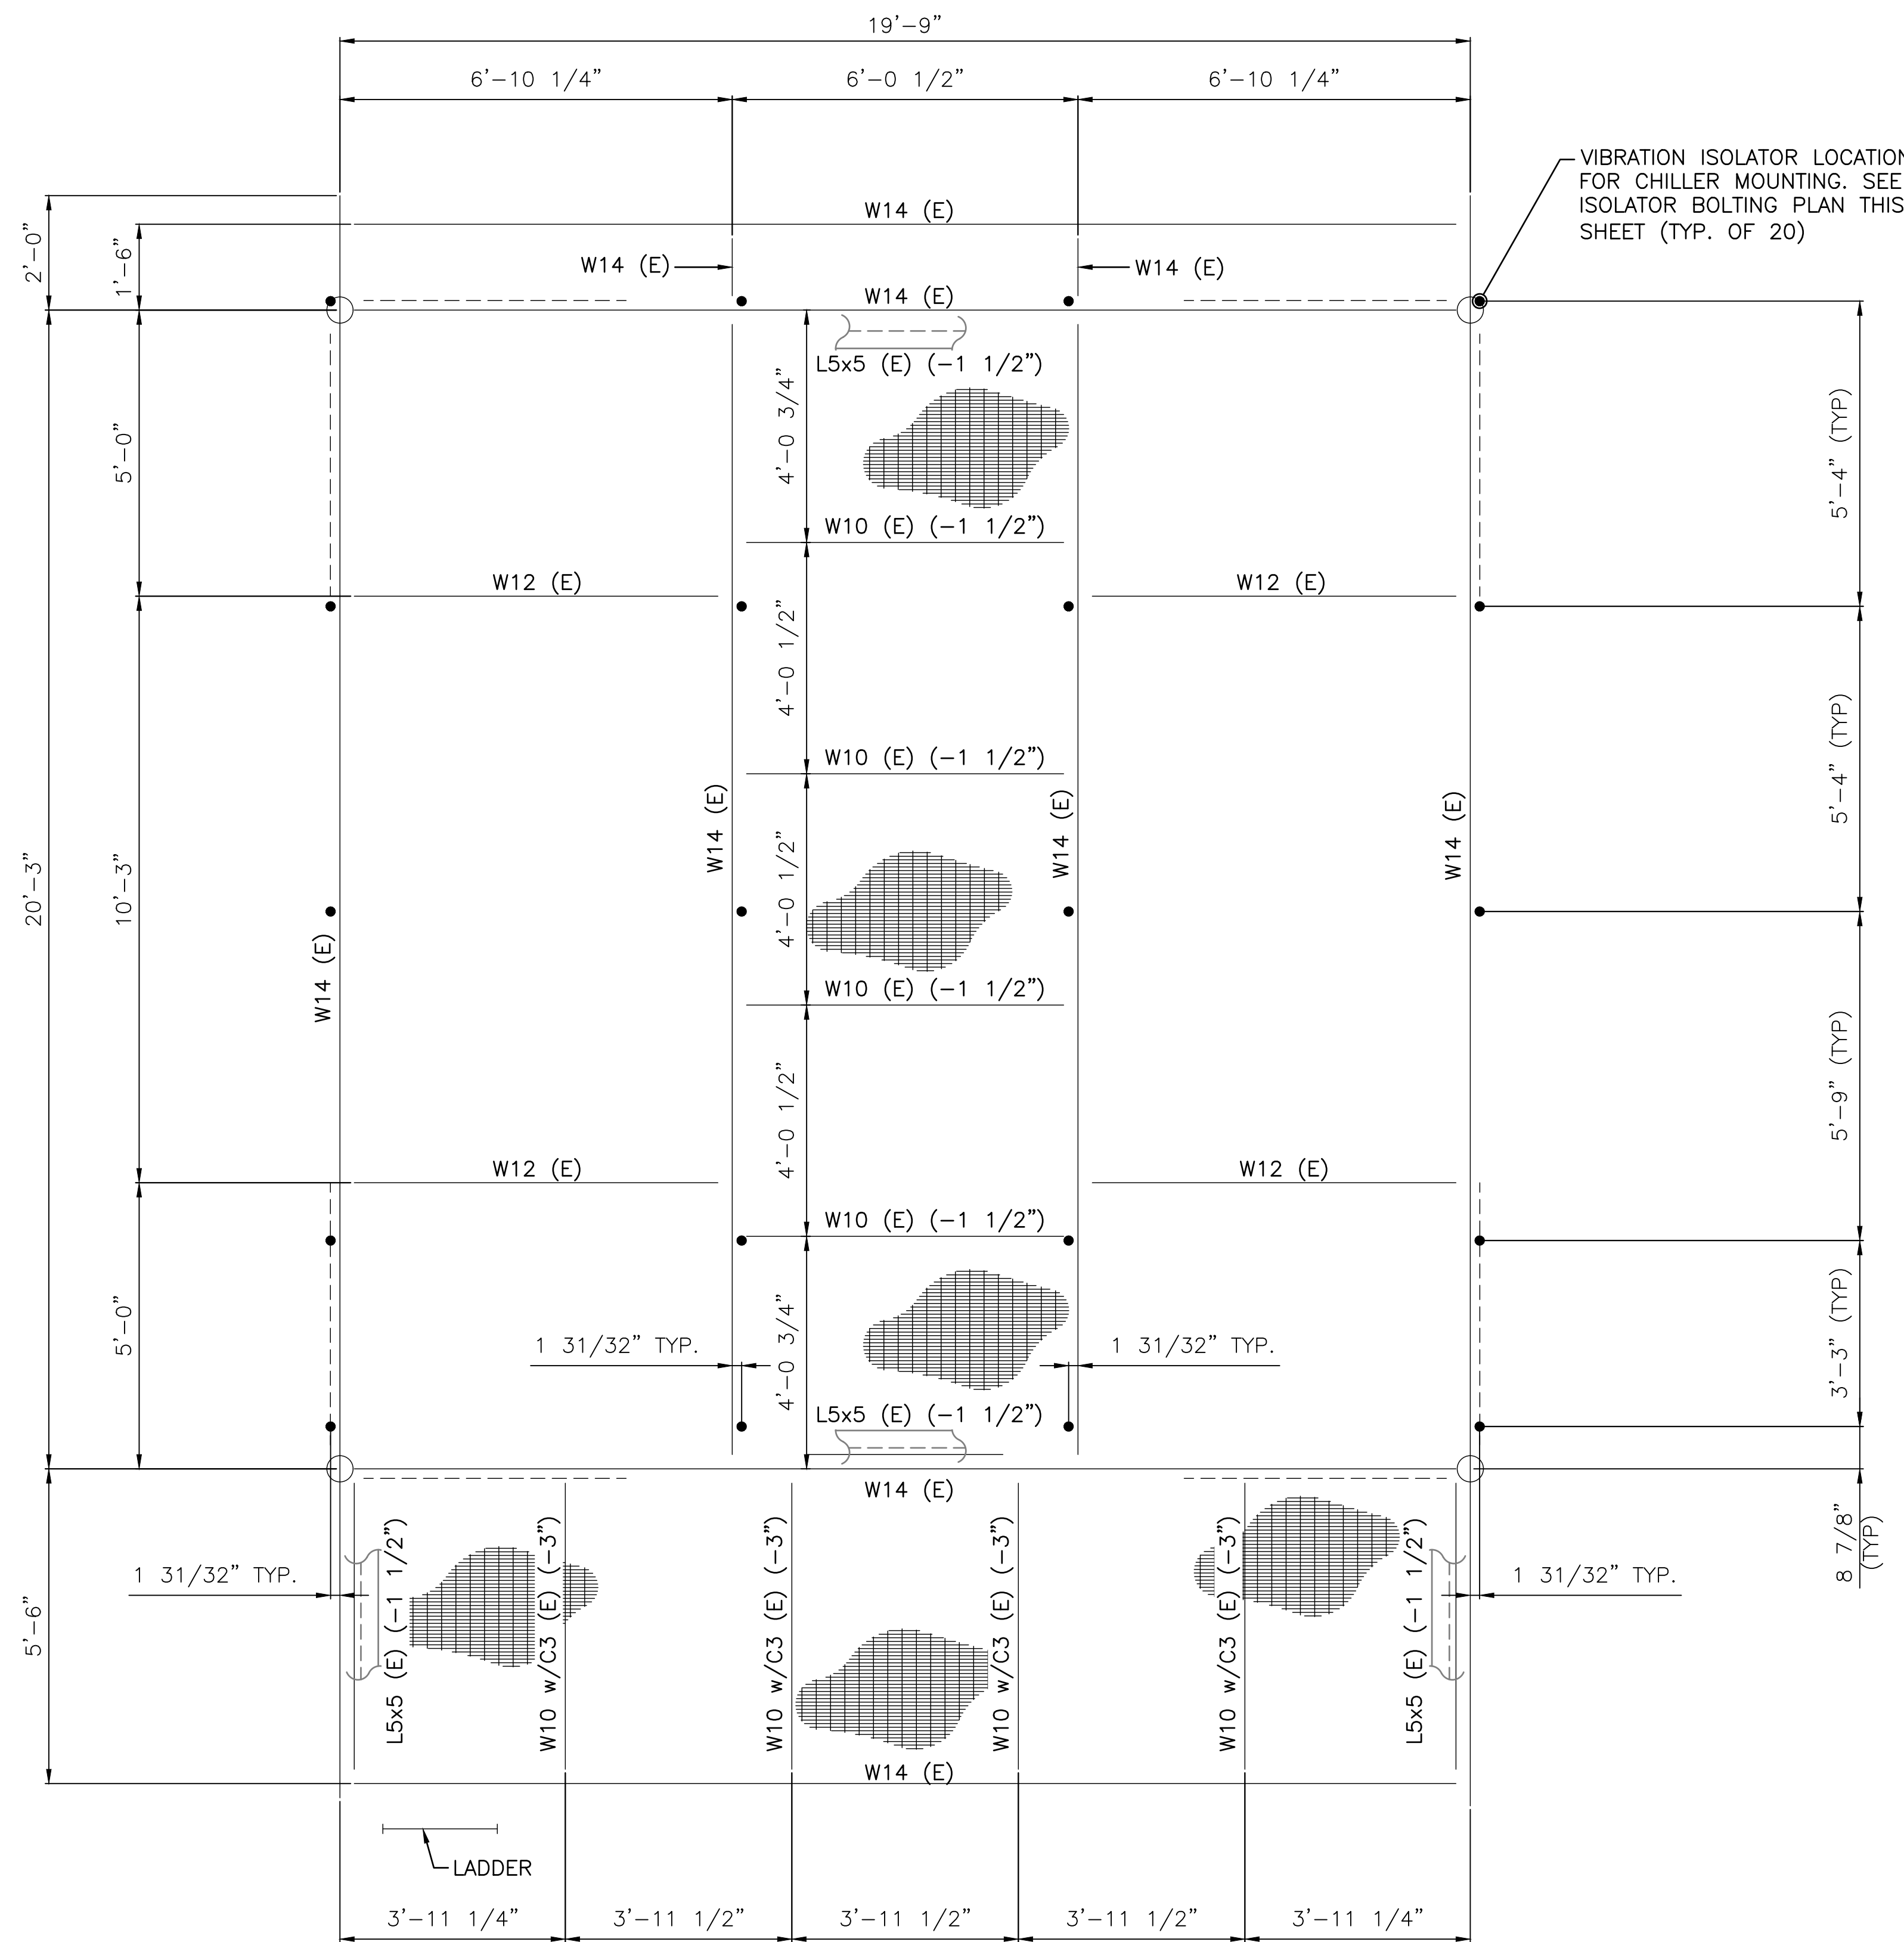 19'-9"
6'-10 1/4"
6'-0 1/2"
6'-10 1/4"
VIBRATION ISOLATOR LOCATION
FOR CHILLER MOUNTING. SEE
ISOLATOR BOLTING PLAN THIS
SHEET (TYP. OF 20)
2'-0"
1'-6"
W14 (E)
W14 (E)
W14 (E)
W14 (E)
L5x5 (E) (-1 1/2")
4'-0 3/4"
5'-0"
5'-4" (TYP)
W10 (E) (-1 1/2")
W12 (E)
W12 (E)
4'-0 1/2"
W10 (E) (-1 1/2")
5'-4" (TYP)
W14 (E)
W14 (E)
W14 (E)
20'-3"
10'-3"
4'-0 1/2"
W14 (E)
W10 (E) (-1 1/2")
5'-9" (TYP)
4'-0 1/2"
W12 (E)
W12 (E)
W10 (E) (-1 1/2")
5'-0"
4'-0 3/4"
3'-3" (TYP)
1 31/32" TYP.
1 31/32" TYP.
L5x5 (E) (-1 1/2")
W14 (E)
8 7/8"
(TYP)
1 31/32" TYP.
1 31/32" TYP.
5'-6"
L5x5 (E) (-1 1/2")
W10 w/C3 (E) (-3")
W10 w/C3 (E) (-3")
W10 w/C3 (E) (-3")
W10 w/C3 (E) (-3")
L5x5 (E) (-1 1/2")
W14 (E)
LADDER
3'-11 1/4"
3'-11 1/2"
3'-11 1/2"
3'-11 1/2"
3'-11 1/4"